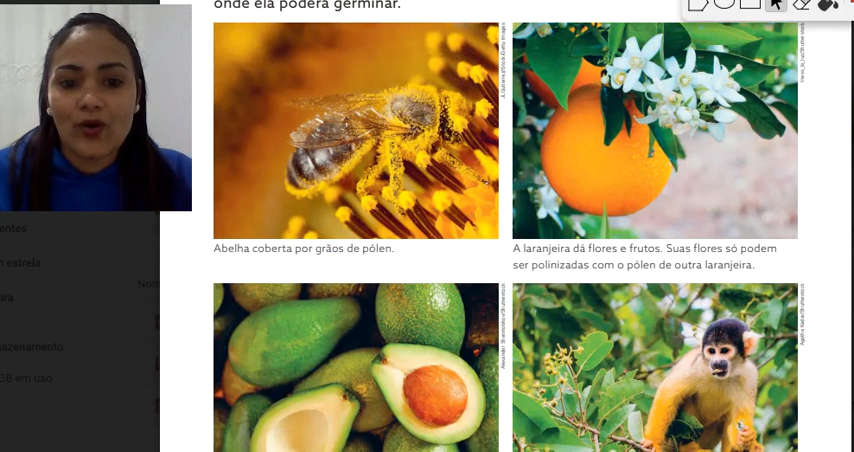 onde ela poderá germinar.
Abelha coberta por grãos de pólen.
A laranjeira dá flores e frutos. Suas flores só podem
ser polinizadas com o pólen de outra laranjeira.
entes
estrela
ira
Nom
azenamento
GB em uso